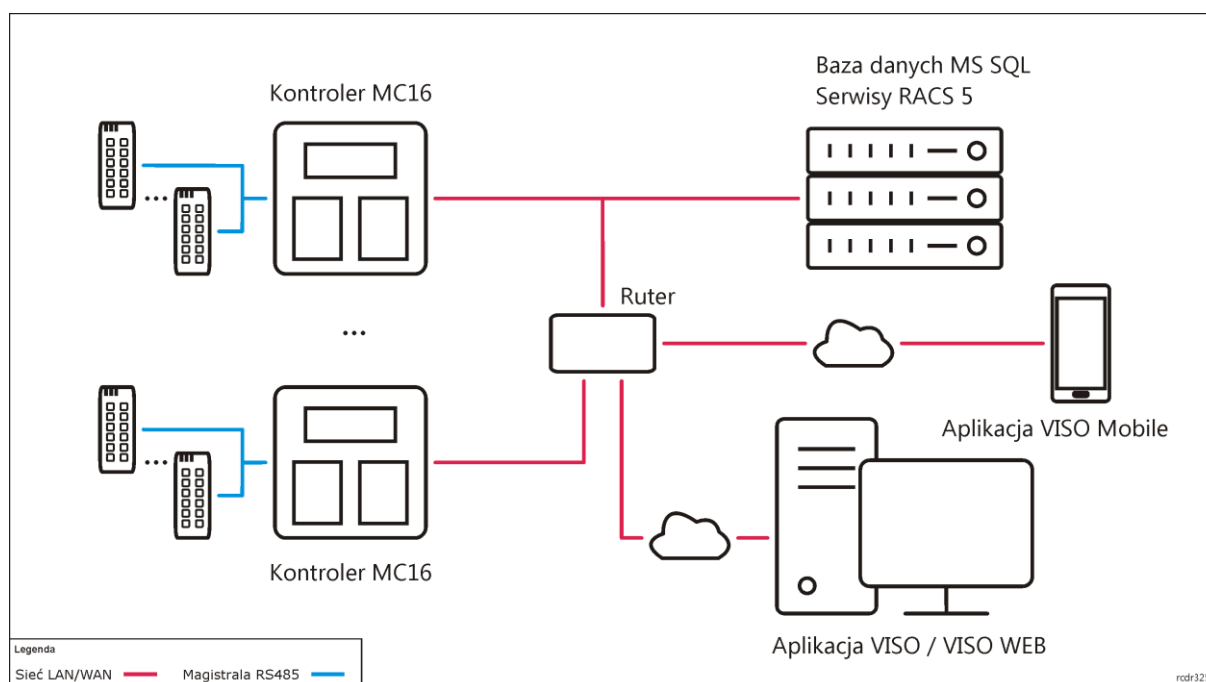 Kontroler MC16
Baza danych MS SQL
Serwisy RACS 5
...
...
Ruter
...
Aplikacja VISO Mobile
Kontroler MC16
Aplikacja VISO / VISO WEB
Legenda
Sieć LAN/WAN
Magistrala RS485